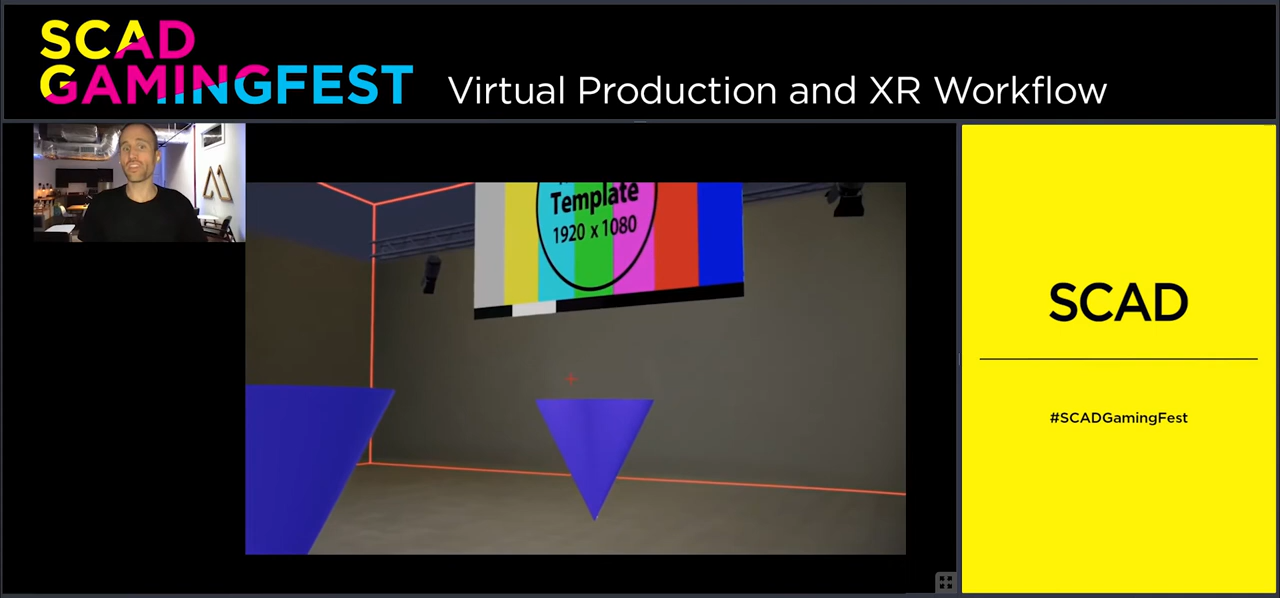 SCAD
GAMINGFEST
Virtual Production and XR Workflow
Template
1920 x 1080
SCAD
#SCADGamingFest